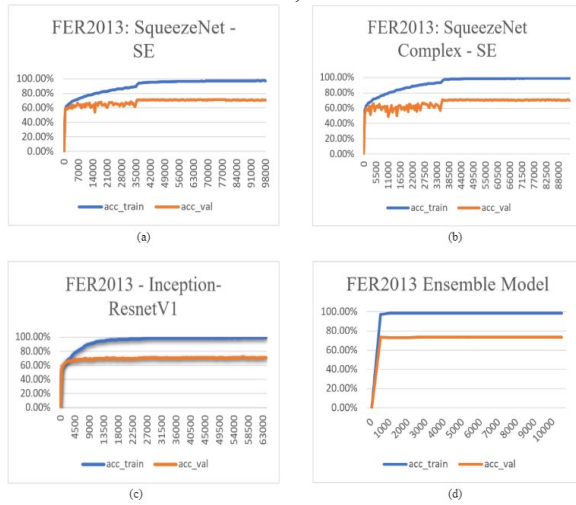 FER2013: SqueezeNet -
SE
100.00%
80.00%
60.00%
40.00%
20.00%
0.00%
0 7000 14000 21000 28000 35000 42000 49000 56000 63000 70000 77000 84000 91000 98000
acc_train acc_val
(a)
FER2013: SqueezeNet
Complex - SE
100.00%
80.00%
60.00%
40.00%
20.00%
0.00%
0 5500 11000 16500 22000 27500 33000 38500 44000 49500 55000 60500 66000 71500 77000 82500 88000
acc_train acc_val
(b)
FER2013 - Inception-
ResnetV1
100.00%
80.00%
60.00%
40.00%
20.00%
0.00%
0 4500 9000 13500 18000 22500 27000 31500 36000 40500 45000 49500 54000 58500 63000
acc_train acc_val
(c)
FER2013 Ensemble Model
100.00%
80.00%
60.00%
40.00%
20.00%
0.00%
0 1000 2000 3000 4000 5000 6000 7000 8000 9000 10000
acc_train acc_val
(d)